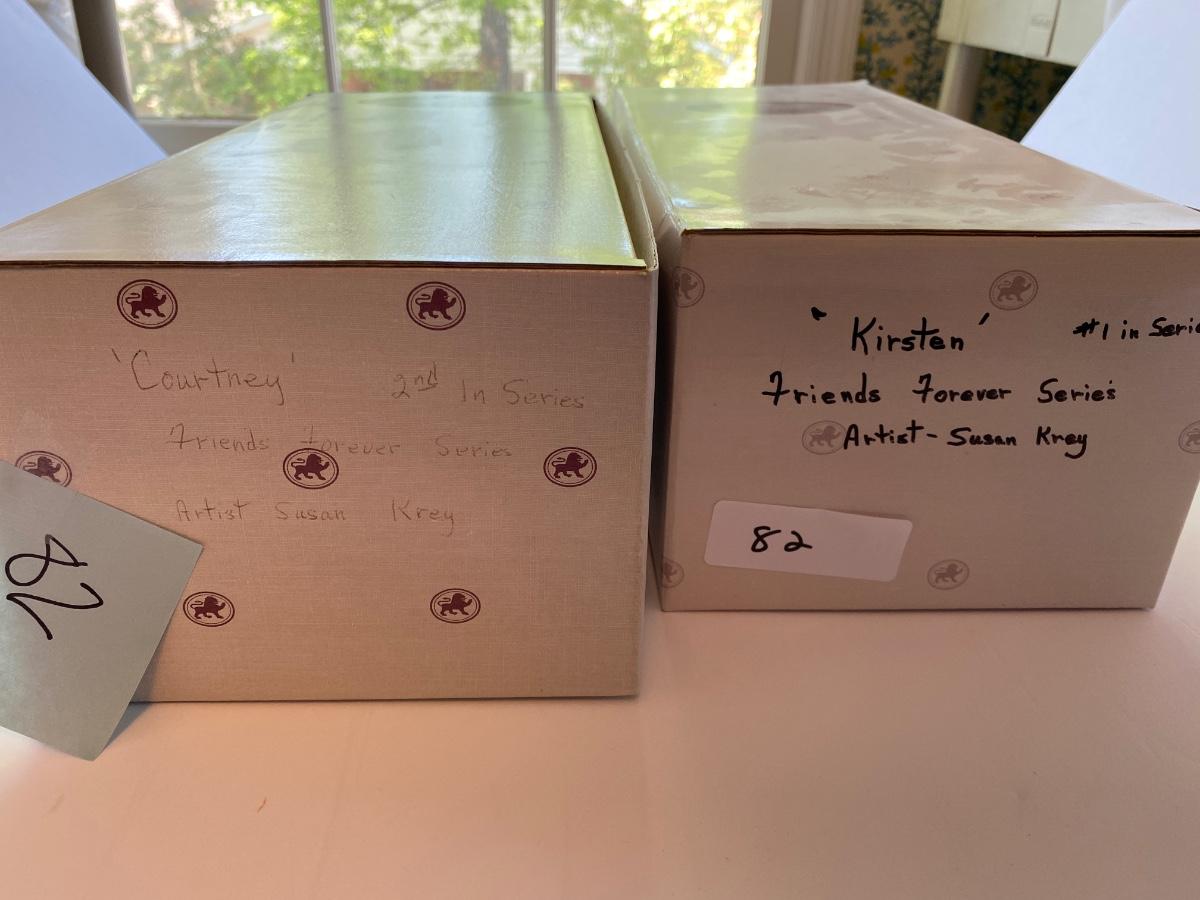 'Courtney' 2nd In Series
Friends Forever Series
Artist Susan Krey
82
'Kirsten' #1 in Serie
Friends Forever Series
Artist - Susan Krey
82